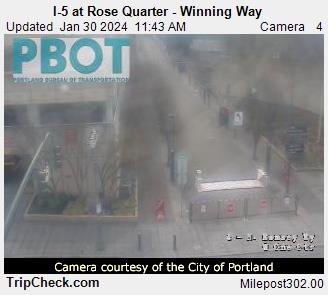 I-5 at Rose Quarter - Winning Way
Updated Jan 30 2024 11:43 AM Camera 4
PBOT
PORTLAND BUREAU OF TRANSPORTATION
Camera courtesy of the City of Portland
TripCheck.com Milepost302.00